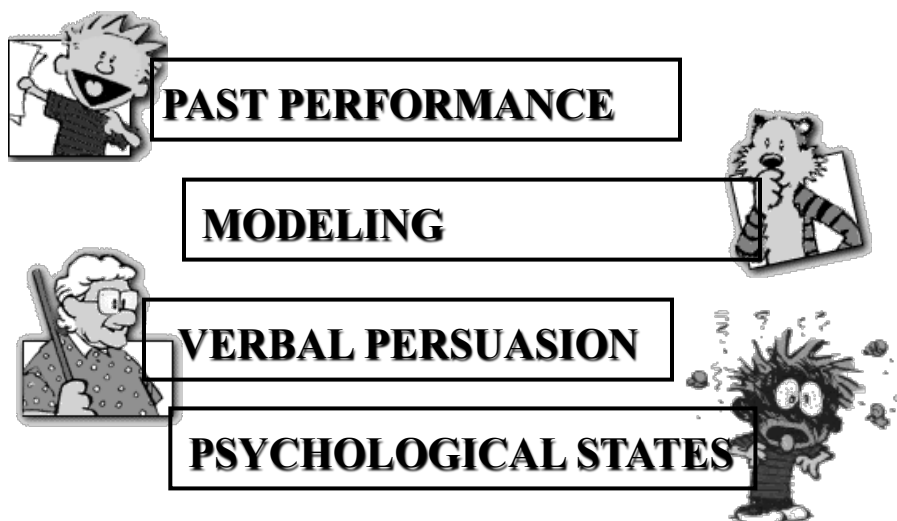 PAST PERFORMANCE
MODELING
VERBAL PERSUASION
PSYCHOLOGICAL STATES